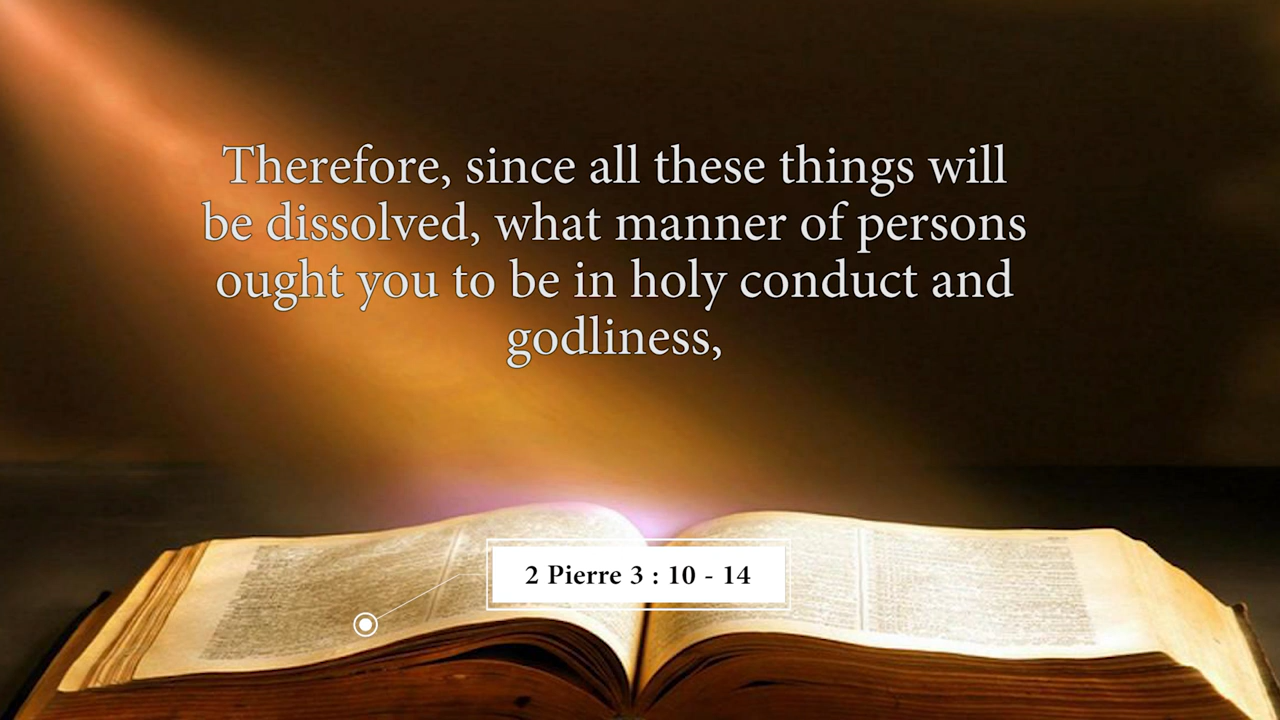 Therefore, since all these things will
be dissolved, what manner of persons
ought you to be in holy conduct and
godliness,
2 Pierre 3 : 10 - 14